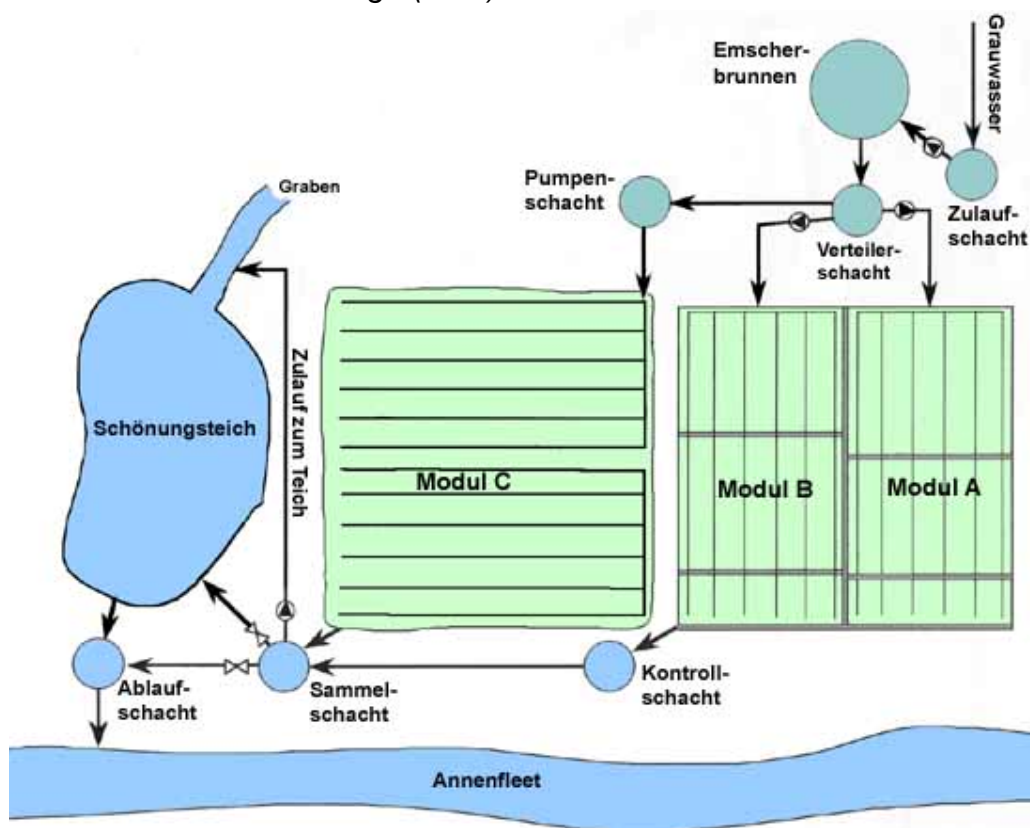 Emscher-
brunnen
Grauwasser
Graben
Pumpen-
schacht
Zulauf-
schacht
Verteiler-
schacht
Zulauf zum Teich
Schönungsteich
Modul C
Modul B
Modul A
Ablauf-
schacht
Sammel-
schacht
Kontroll-
schacht
Annenfleet